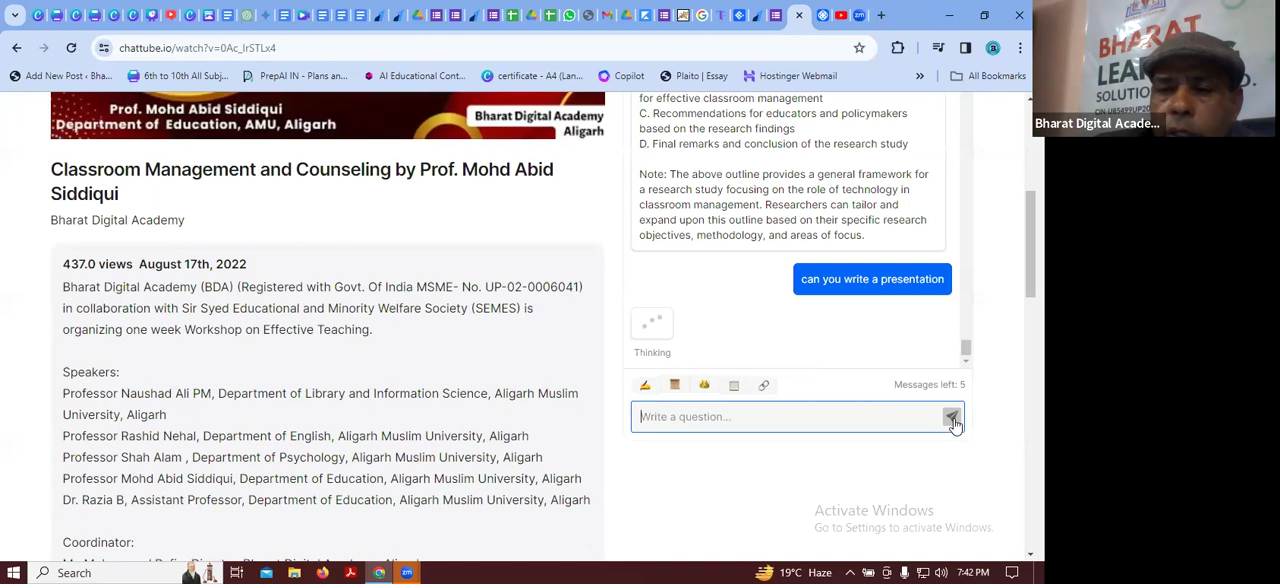 chattube.io/watch?v=0Ac_IrSTLx4
Add New Post ‹ Bha...
6th to 10th All Subj...
PrepAI IN - Plans an...
AI Educational Cont...
certificate - A4 (Lan...
Copilot
Plaito | Essay
Hostinger Webmail
»
All Bookmarks
Prof. Mohd Abid Siddiqui
Department of Education, AMU, Aligarh
Bharat Digital Academy
Aligarh
Classroom Management and Counseling by Prof. Mohd Abid
Siddiqui
Bharat Digital Academy
437.0 views August 17th, 2022
Bharat Digital Academy (BDA) (Registered with Govt. Of India MSME- No. UP-02-0006041)
in collaboration with Sir Syed Educational and Minority Welfare Society (SEMES) is
organizing one week Workshop on Effective Teaching.
Speakers:
Professor Naushad Ali PM, Department of Library and Information Science, Aligarh Muslim
University, Aligarh
Professor Rashid Nehal, Department of English, Aligarh Muslim University, Aligarh
Professor Shah Alam , Department of Psychology, Aligarh Muslim University, Aligarh
Professor Mohd Abid Siddiqui, Department of Education, Aligarh Muslim University, Aligarh
Dr. Razia B, Assistant Professor, Department of Education, Aligarh Muslim University, Aligarh
Coordinator:
for effective classroom management
C. Recommendations for educators and policymakers
based on the research findings
D. Final remarks and conclusion of the research study
Note: The above outline provides a general framework for
a research study focusing on the role of technology in
classroom management. Researchers can tailor and
expand upon this outline based on their specific research
objectives, methodology, and areas of focus.
can you write a presentation
Thinking
Messages left: 5
Write a question...
Activate Windows
Go to Settings to activate Windows.
BHARAT
LEA
SOLUTION
Bharat Digital Acade...
Search
19°C Haze
7:42 PM